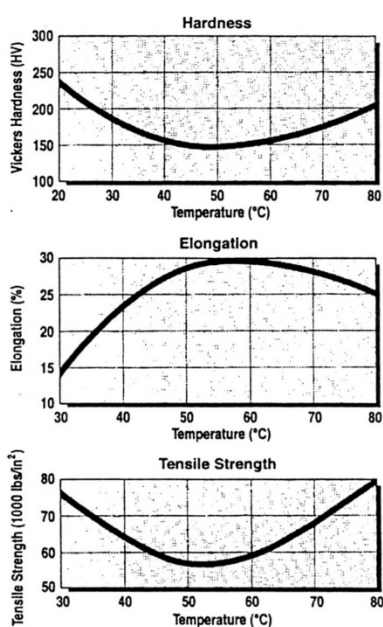 Hardness
Vickers Hardness (HV)
300
250
200
150
100
20 30 40 50 60 70 80
Temperature (°C)
Elongation
Elongation (%)
30
25
20
15
10
30 40 50 60 70 80
Temperature (°C)
Tensile Strength
Tensile Strength (1000 lbs/in²)
80
70
60
50
30 40 50 60 70 80
Temperature (°C)